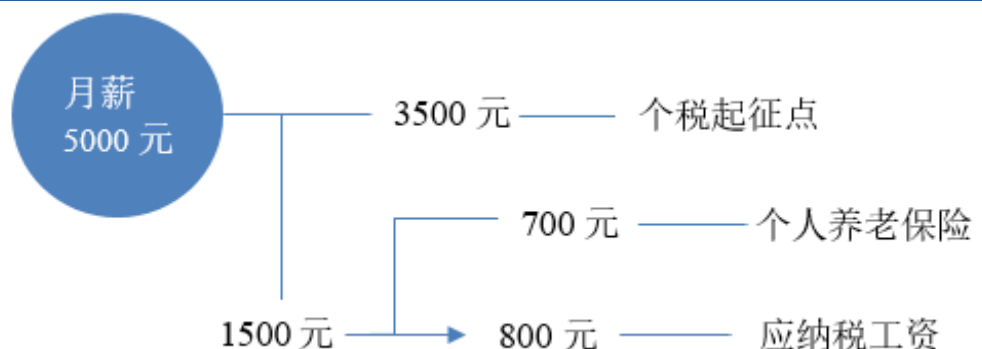 月薪
5000 元
3500 元
个税起征点
700 元
个人养老保险
1500 元
800 元
应纳税工资